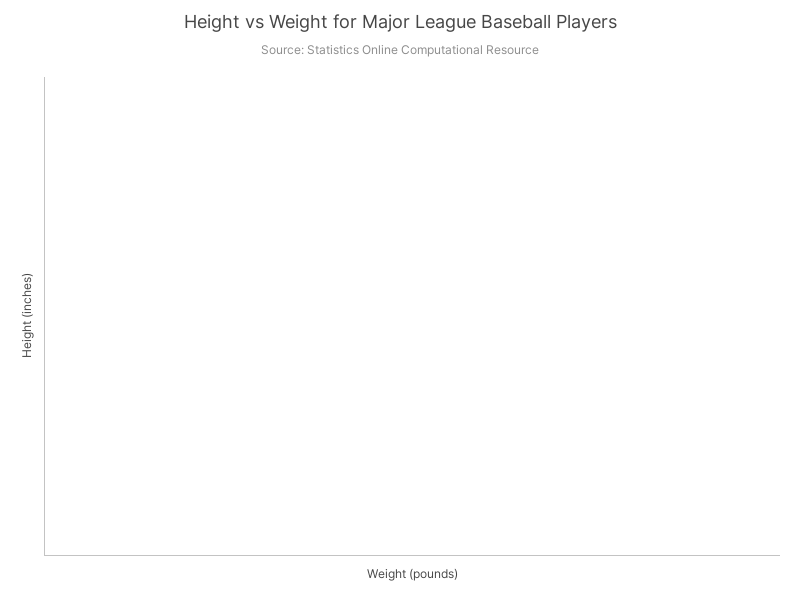 Height vs Weight for Major League Baseball Players
Source: Statistics Online Computational Resource
Height (inches)
Weight (pounds)